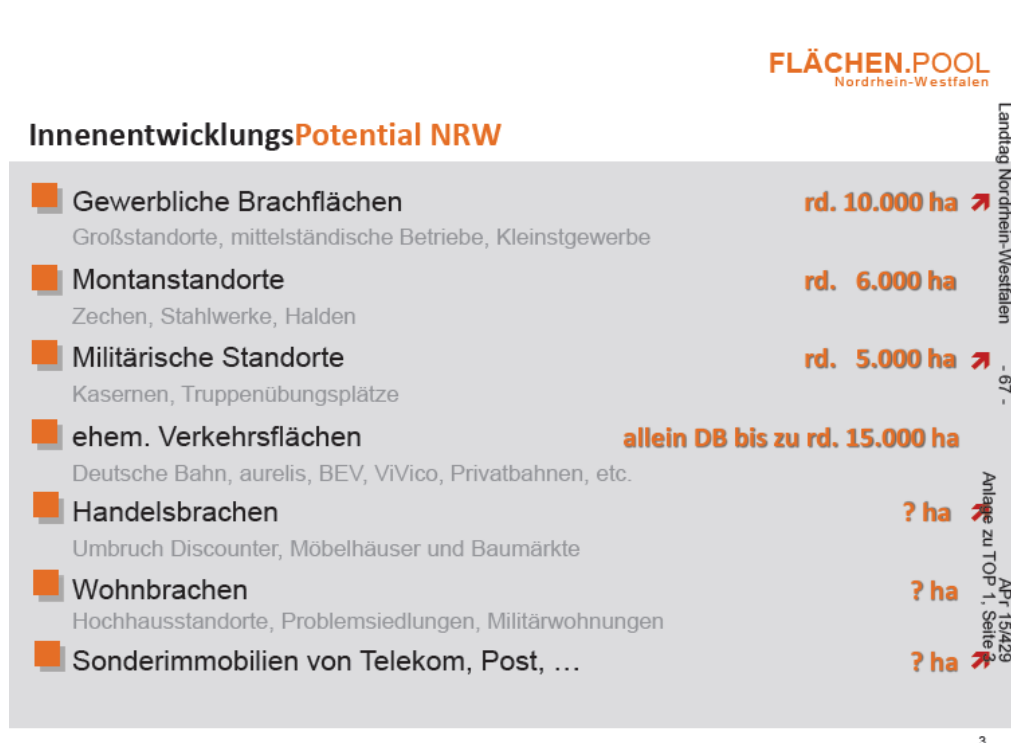 FLÄCHEN.POOL
Nordrhein-Westfalen
InnenentwicklungsPotential NRW
Gewerbliche Brachflächen rd. 10.000 ha
Großstandorte, mittelständische Betriebe, Kleinstgewerbe
Montanstandorte rd. 6.000 ha
Zechen, Stahlwerke, Halden
Militärische Standorte rd. 5.000 ha
Kasernen, Truppenübungsplätze
ehem. Verkehrsflächen allein DB bis zu rd. 15.000 ha
Deutsche Bahn, aurelis, BEV, ViVico, Privatbahnen, etc.
Handelsbrachen ? ha
Umbruch Discounter, Möbelhäuser und Baumärkte
Wohnbrachen ? ha
Hochhausstandorte, Problemsiedlungen, Militärwohnungen
Sonderimmobilien von Telekom, Post, … ? ha
Landtag Nordrhein-Westfalen - 67 - APr 15/429
Anlage zu TOP 1, Seite 3
3